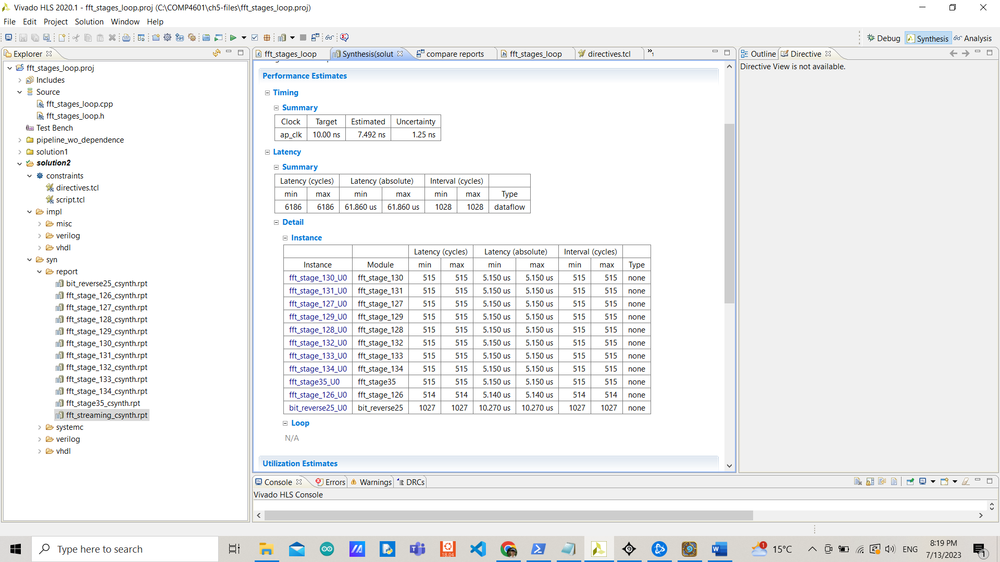 Vivado HLS 2020.1 - fft_stages_loop.proj (C:\COMP4601\ch5-files\fft_stages_loop.proj)
File Edit Project Solution Window Help
Debug Synthesis Analysis
Explorer
fft_stages_loop.proj
Includes
Source
fft_stages_loop.cpp
fft_stages_loop.h
Test Bench
pipeline_wo_dependence
solution1
solution2
constraints
directives.tcl
script.tcl
impl
misc
verilog
vhdl
syn
report
bit_reverse25_csynth.rpt
fft_stage_126_csynth.rpt
fft_stage_127_csynth.rpt
fft_stage_128_csynth.rpt
fft_stage_129_csynth.rpt
fft_stage_130_csynth.rpt
fft_stage_131_csynth.rpt
fft_stage_132_csynth.rpt
fft_stage_133_csynth.rpt
fft_stage_134_csynth.rpt
fft_stage35_csynth.rpt
fft_streaming_csynth.rpt
systemc
verilog
vhdl
fft_stages_loop Synthesis(solut compare reports fft_stages_loop directives.tcl »1
Performance Estimates
Timing
Summary
Clock Target Estimated Uncertainty
ap_clk 10.00 ns 7.492 ns 1.25 ns
Latency
Summary
Latency (cycles) Latency (absolute) Interval (cycles)
min max min max min max Type
6186 6186 61.860 us 61.860 us 1028 1028 dataflow
Detail
Instance
Latency (cycles) Latency (absolute) Interval (cycles)
Instance Module min max min max min max Type
fft_stage_130_U0 fft_stage_130 515 515 5.150 us 5.150 us 515 515 none
fft_stage_131_U0 fft_stage_131 515 515 5.150 us 5.150 us 515 515 none
fft_stage_127_U0 fft_stage_127 515 515 5.150 us 5.150 us 515 515 none
fft_stage_129_U0 fft_stage_129 515 515 5.150 us 5.150 us 515 515 none
fft_stage_128_U0 fft_stage_128 515 515 5.150 us 5.150 us 515 515 none
fft_stage_132_U0 fft_stage_132 515 515 5.150 us 5.150 us 515 515 none
fft_stage_133_U0 fft_stage_133 515 515 5.150 us 5.150 us 515 515 none
fft_stage_134_U0 fft_stage_134 515 515 5.150 us 5.150 us 515 515 none
fft_stage35_U0 fft_stage35 515 515 5.150 us 5.150 us 515 515 none
fft_stage_126_U0 fft_stage_126 514 514 5.140 us 5.140 us 514 514 none
bit_reverse25_U0 bit_reverse25 1027 1027 10.270 us 10.270 us 1027 1027 none
Loop
N/A
Utilization Estimates
Outline Directive
Directive View is not available.
Console Errors Warnings DRCs
Vivado HLS Console
Type here to search
18.04
1
15°C
ENG
8:19 PM
7/13/2023
1